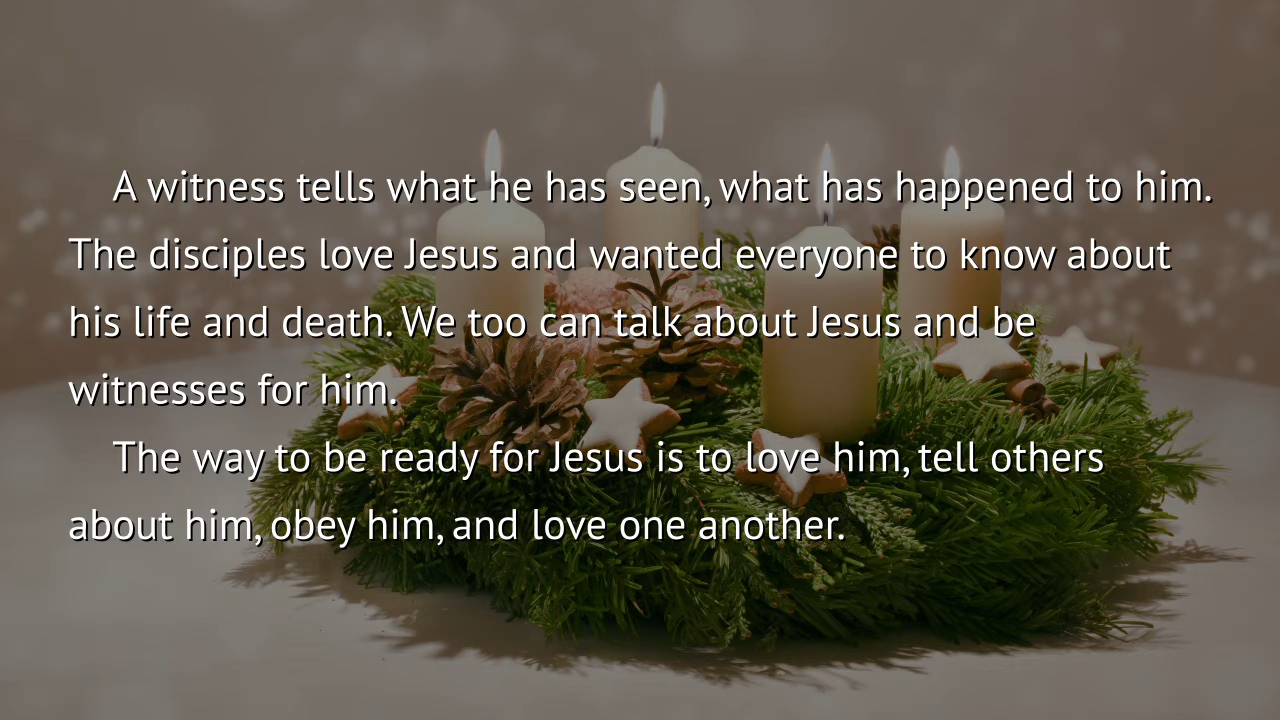 A witness tells what he has seen, what has happened to him.
The disciples love Jesus and wanted everyone to know about
his life and death. We too can talk about Jesus and be
witnesses for him.
The way to be ready for Jesus is to love him, tell others
about him, obey him, and love one another.